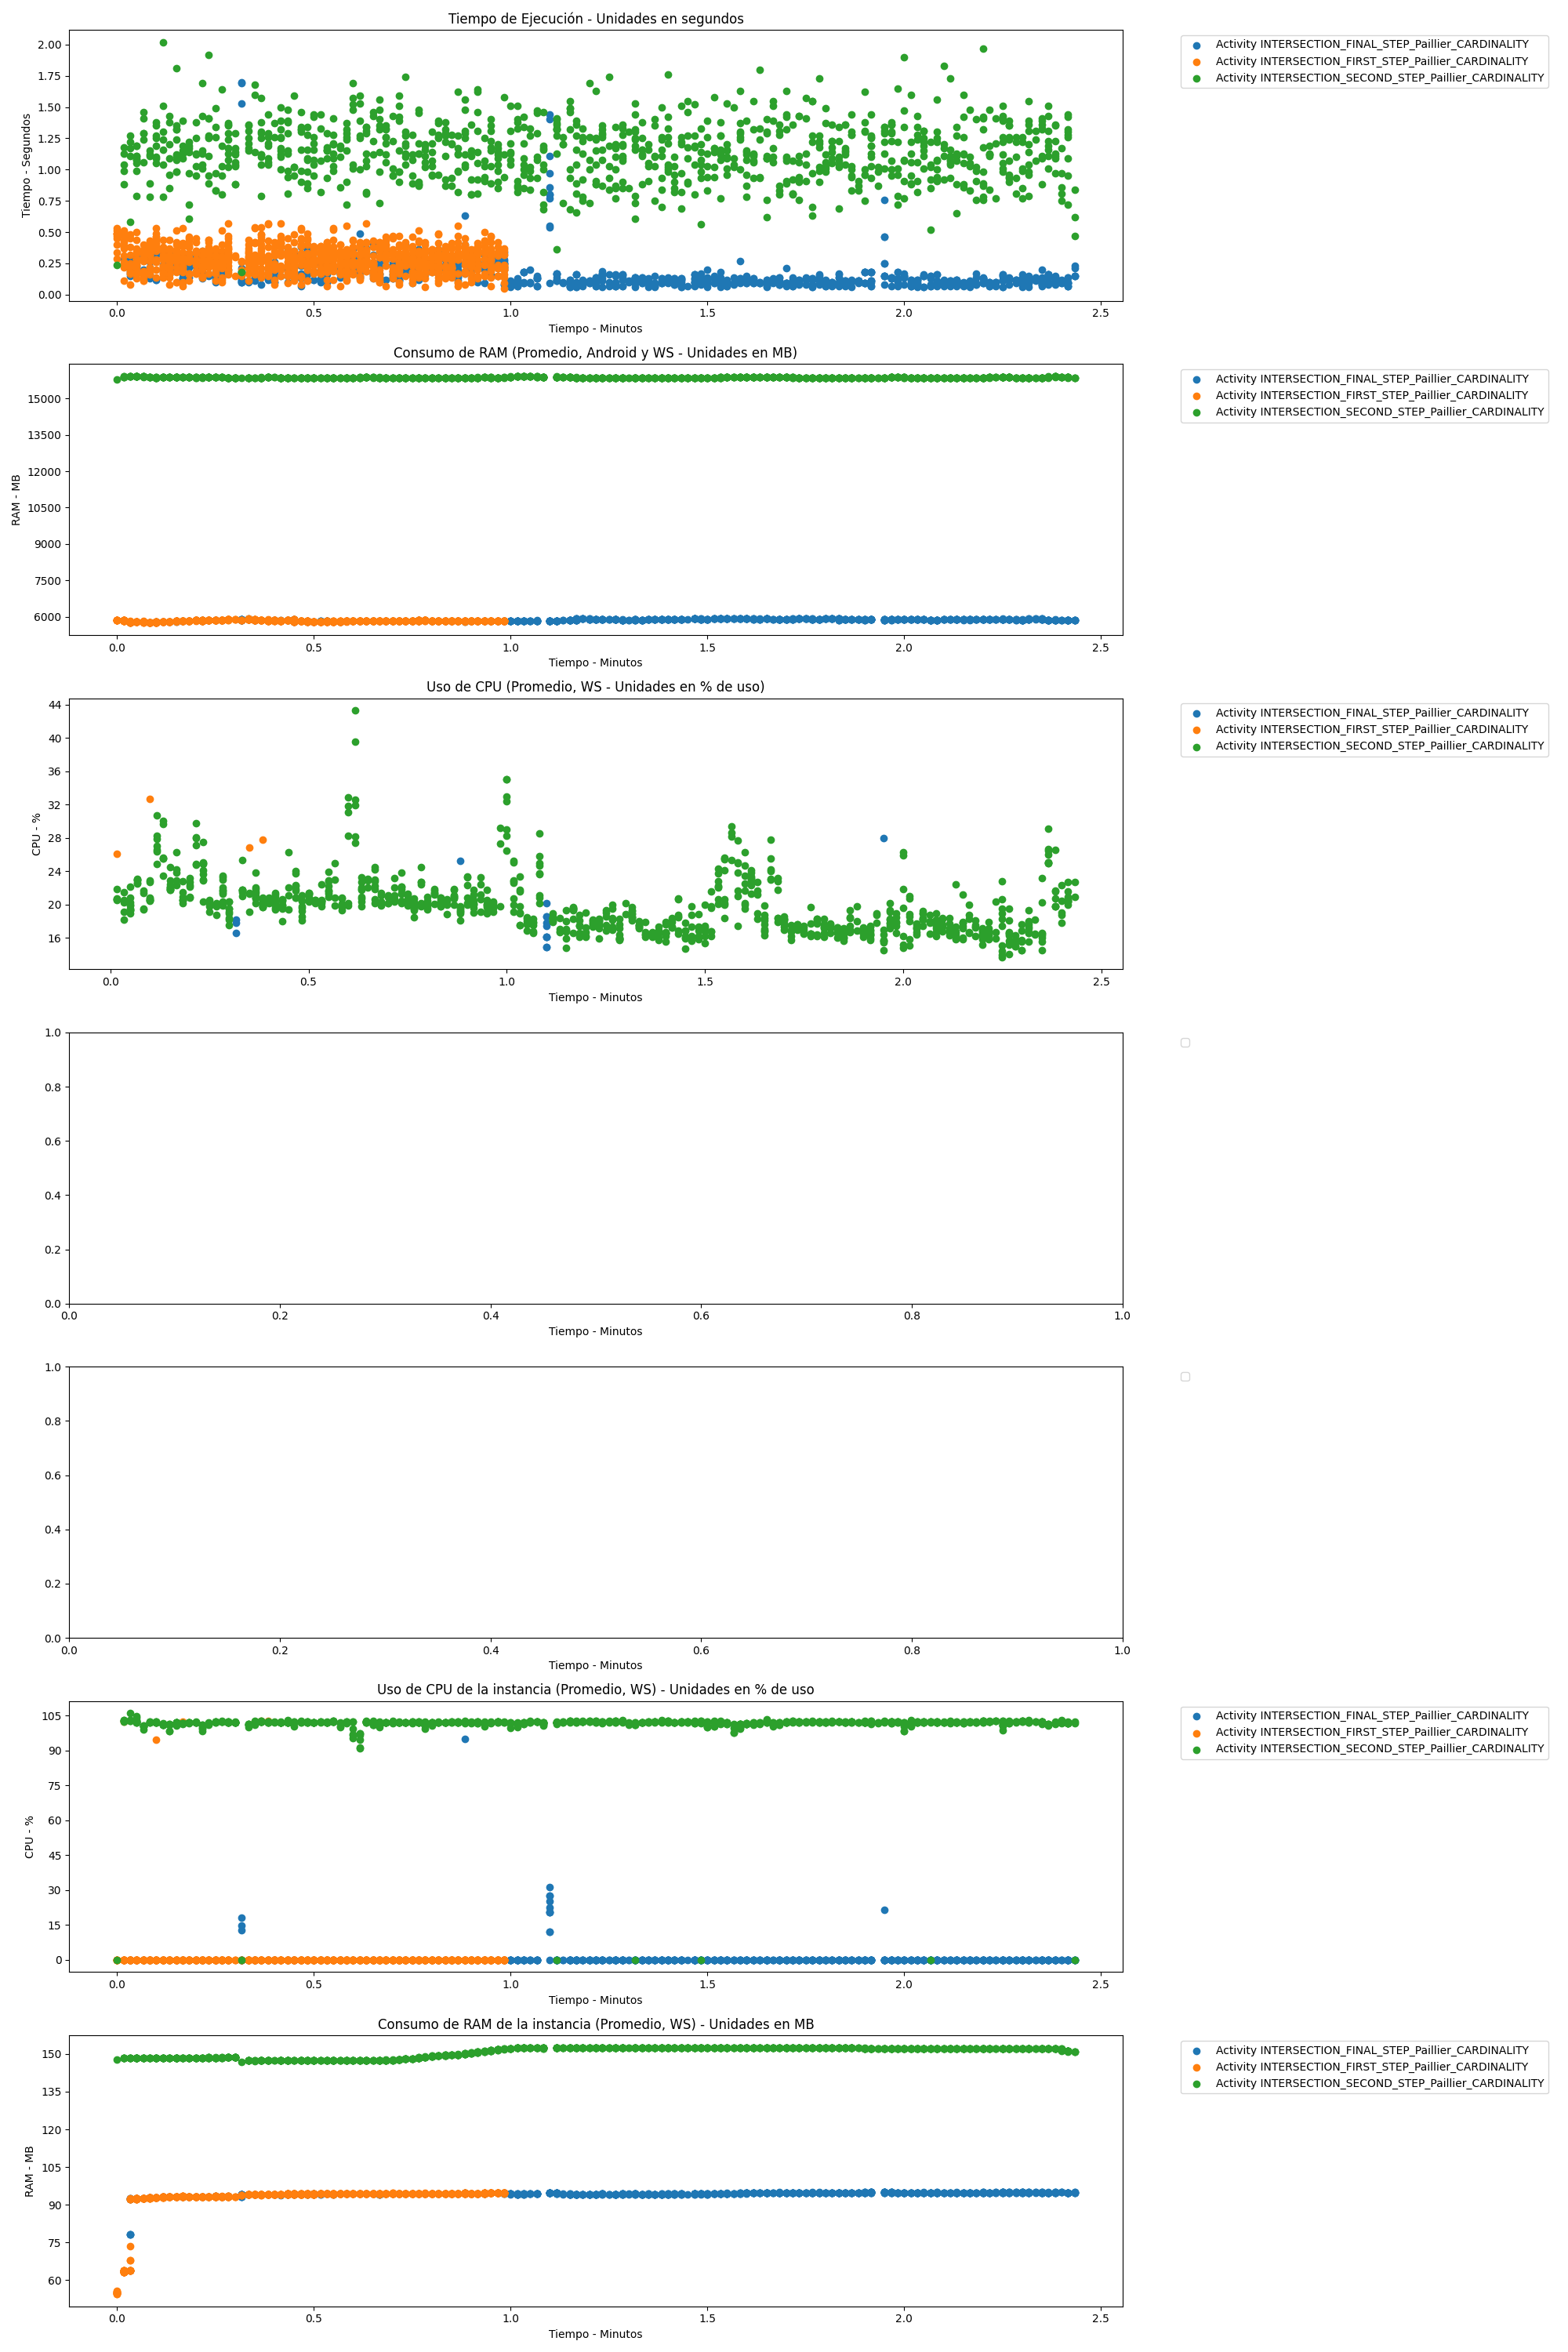 Tiempo de Ejecución - Unidades en segundos
2.00
1.75
1.50
1.25
1.00
0.75
0.50
0.25
0.00
Tiempo - Segundos
0.0 0.5 1.0 1.5 2.0 2.5
Tiempo - Minutos
Activity INTERSECTION_FINAL_STEP_Paillier_CARDINALITY
Activity INTERSECTION_FIRST_STEP_Paillier_CARDINALITY
Activity INTERSECTION_SECOND_STEP_Paillier_CARDINALITY
Consumo de RAM (Promedio, Android y WS - Unidades en MB)
15000
13500
12000
10500
9000
7500
6000
RAM - MB
0.0 0.5 1.0 1.5 2.0 2.5
Tiempo - Minutos
Activity INTERSECTION_FINAL_STEP_Paillier_CARDINALITY
Activity INTERSECTION_FIRST_STEP_Paillier_CARDINALITY
Activity INTERSECTION_SECOND_STEP_Paillier_CARDINALITY
Uso de CPU (Promedio, WS - Unidades en % de uso)
44
40
36
32
28
24
20
16
CPU - %
0.0 0.5 1.0 1.5 2.0 2.5
Tiempo - Minutos
Activity INTERSECTION_FINAL_STEP_Paillier_CARDINALITY
Activity INTERSECTION_FIRST_STEP_Paillier_CARDINALITY
Activity INTERSECTION_SECOND_STEP_Paillier_CARDINALITY
1.0
0.8
0.6
0.4
0.2
0.0
0.0 0.2 0.4 0.6 0.8 1.0
Tiempo - Minutos
1.0
0.8
0.6
0.4
0.2
0.0
0.0 0.2 0.4 0.6 0.8 1.0
Tiempo - Minutos
Uso de CPU de la instancia (Promedio, WS) - Unidades en % de uso
105
90
75
60
45
30
15
0
CPU - %
0.0 0.5 1.0 1.5 2.0 2.5
Tiempo - Minutos
Activity INTERSECTION_FINAL_STEP_Paillier_CARDINALITY
Activity INTERSECTION_FIRST_STEP_Paillier_CARDINALITY
Activity INTERSECTION_SECOND_STEP_Paillier_CARDINALITY
Consumo de RAM de la instancia (Promedio, WS) - Unidades en MB
150
135
120
105
90
75
60
RAM - MB
0.0 0.5 1.0 1.5 2.0 2.5
Tiempo - Minutos
Activity INTERSECTION_FINAL_STEP_Paillier_CARDINALITY
Activity INTERSECTION_FIRST_STEP_Paillier_CARDINALITY
Activity INTERSECTION_SECOND_STEP_Paillier_CARDINALITY